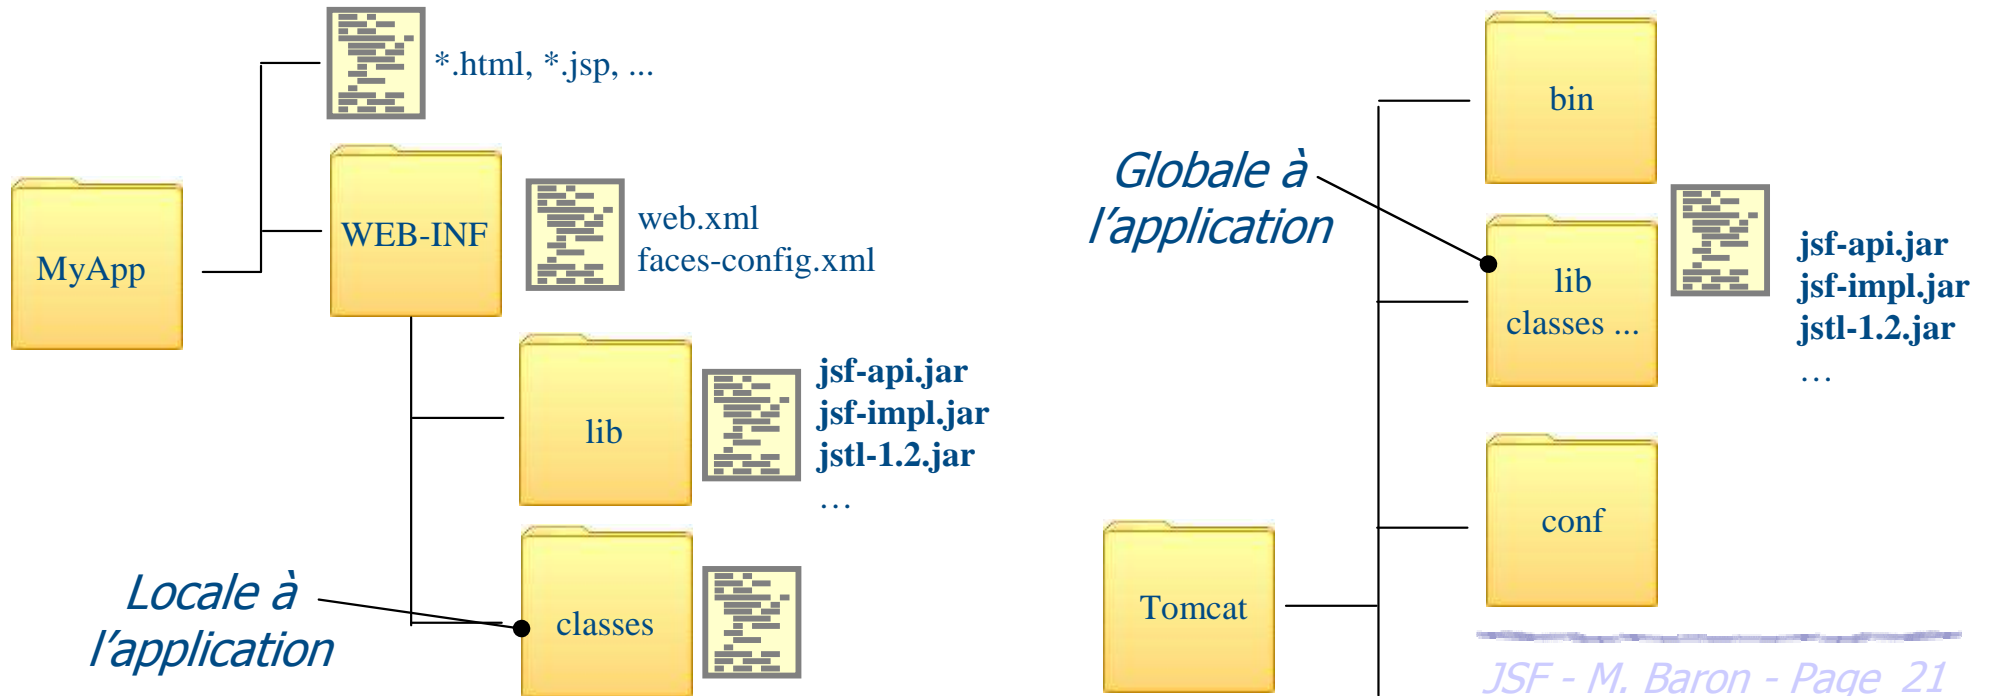 *.html, *.jsp, ...
MyApp
WEB-INF
web.xml
faces-config.xml
lib
jsf-api.jar
jsf-impl.jar
jstl-1.2.jar
…
classes
Locale à
l’application
bin
Globale à
l’application
lib
classes ...
jsf-api.jar
jsf-impl.jar
jstl-1.2.jar
…
conf
Tomcat
JSF - M. Baron - Page 21